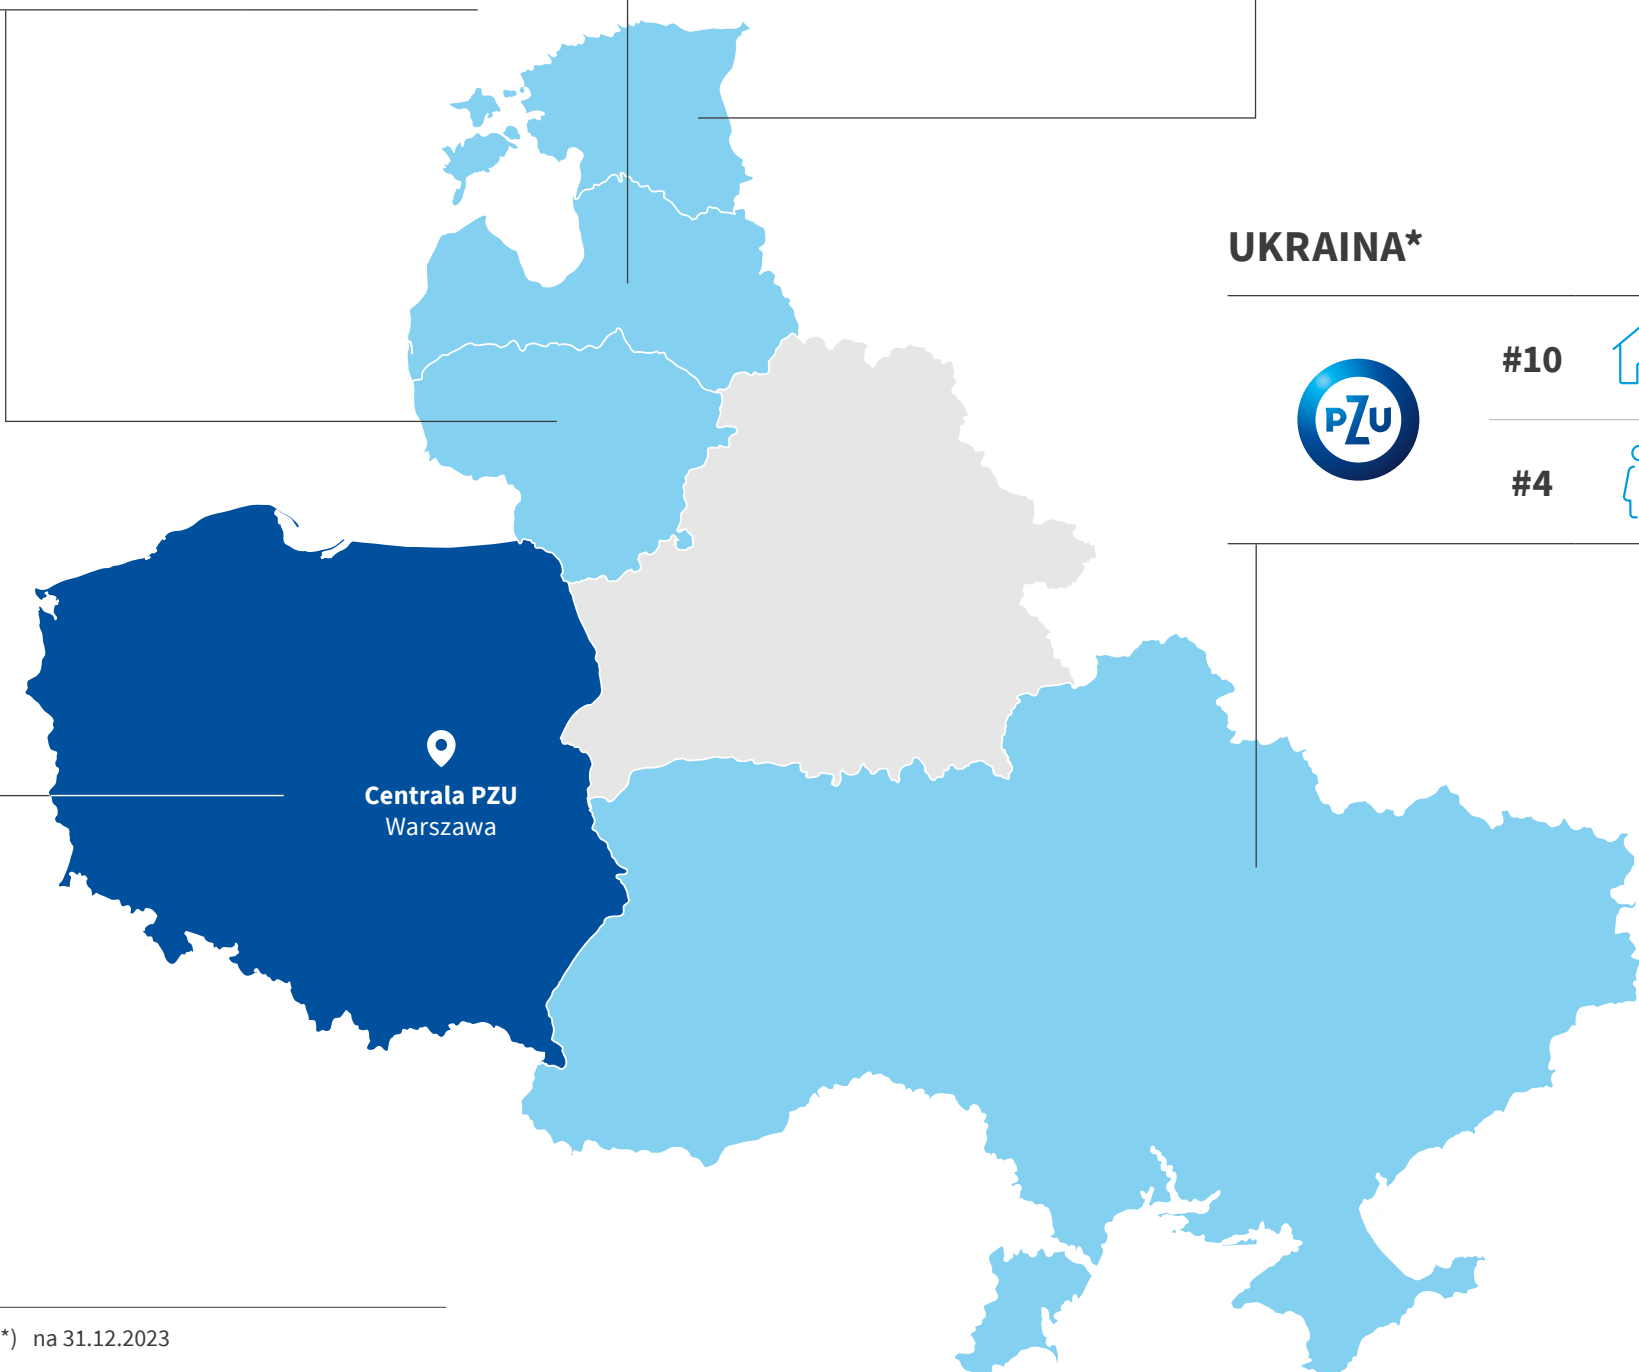 UKRAINA*
#10
PZU
#4
Centrala PZU
Warszawa
*) na 31.12.2023